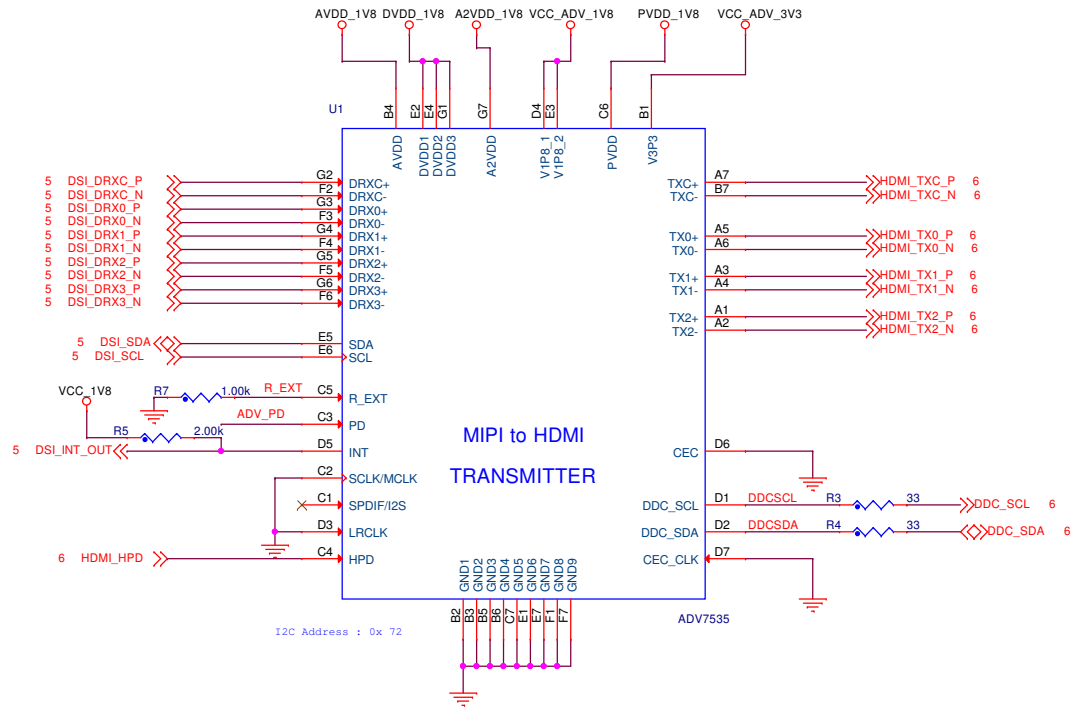 AVDD_1V8 DVDD_1V8 A2VDD_1V8 VCC_ADV_1V8 PVDD_1V8 VCC_ADV_3V3
U1
B4 E2 E4 G1 G7 D4 E3 C6 B1
AVDD DVDD1 DVDD2 DVDD3 A2VDD V1P8_1 V1P8_2 PVDD V3P3
5 DSI_DRXC_P G2 DRXC+
5 DSI_DRXC_N F2 DRXC-
5 DSI_DRX0_P G3 DRX0+
5 DSI_DRX0_N F3 DRX0-
5 DSI_DRX1_P G4 DRX1+
5 DSI_DRX1_N F4 DRX1-
5 DSI_DRX2_P G5 DRX2+
5 DSI_DRX2_N F5 DRX2-
5 DSI_DRX3_P G6 DRX3+
5 DSI_DRX3_N F6 DRX3-
5 DSI_SDA E5 SDA
5 DSI_SCL E6 SCL
VCC_1V8
R7 1.00k R_EXT C5 R_EXT
ADV_PD C3 PD
R5 2.00k
5 DSI_INT_OUT D5 INT
C2 SCLK/MCLK
C1 SPDIF/I2S
D3 LRCLK
6 HDMI_HPD C4 HPD
MIPI to HDMI
TRANSMITTER
TXC+ A7 HDMI_TXC_P 6
TXC- B7 HDMI_TXC_N 6
TX0+ A5 HDMI_TX0_P 6
TX0- A6 HDMI_TX0_N 6
TX1+ A3 HDMI_TX1_P 6
TX1- A4 HDMI_TX1_N 6
TX2+ A1 HDMI_TX2_P 6
TX2- A2 HDMI_TX2_N 6
CEC D6
DDC_SCL D1 DDCSCL R3 33 DDC_SCL 6
DDC_SDA D2 DDCSDA R4 33 DDC_SDA 6
CEC_CLK D7
GND1 GND2 GND3 GND4 GND5 GND6 GND7 GND8 GND9
B2 B3 B5 B6 C7 E1 E7 F1 F7
ADV7535
I2C Address : 0x 72